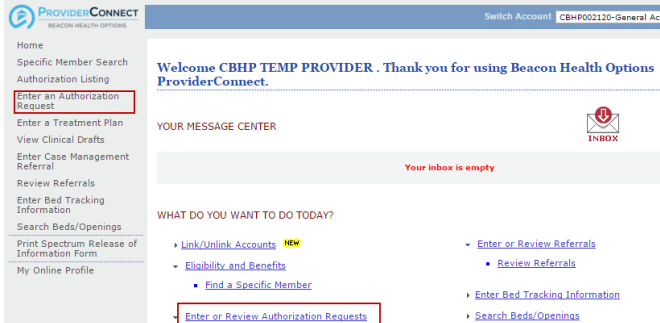 PROVIDERCONNECT
BEACON HEALTH OPTIONS
Switch Account CBHP002120-General Ac
Home
Specific Member Search
Authorization Listing
Enter an Authorization
Request
Enter a Treatment Plan
View Clinical Drafts
Enter Case Management
Referral
Review Referrals
Enter Bed Tracking
Information
Search Beds/Openings
Print Spectrum Release of
Information Form
My Online Profile
Welcome CBHP TEMP PROVIDER . Thank you for using Beacon Health Options
ProviderConnect.
YOUR MESSAGE CENTER
INBOX
Your inbox is empty
WHAT DO YOU WANT TO DO TODAY?
Link/Unlink Accounts NEW
Eligibility and Benefits
Find a Specific Member
Enter or Review Authorization Requests
Enter or Review Referrals
Review Referrals
Enter Bed Tracking Information
Search Beds/Openings